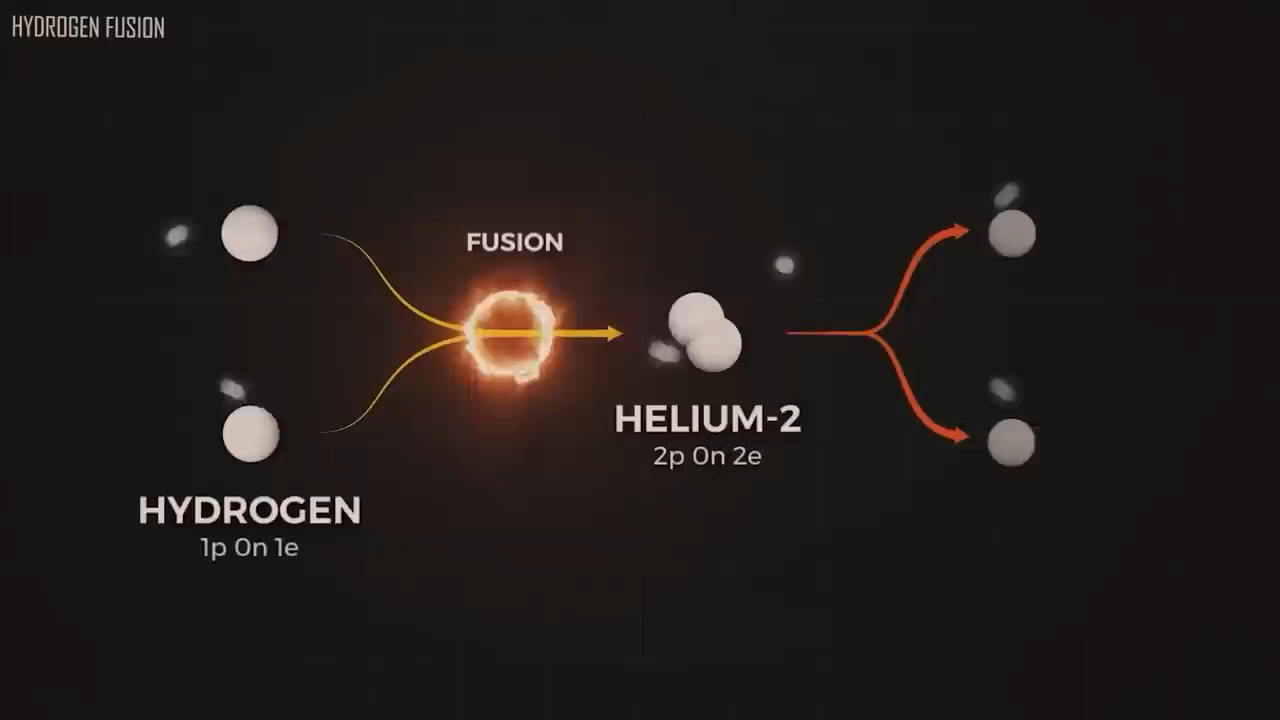 HYDROGEN FUSION
FUSION
HELIUM-2
2p 0n 2e
HYDROGEN
1p 0n 1e